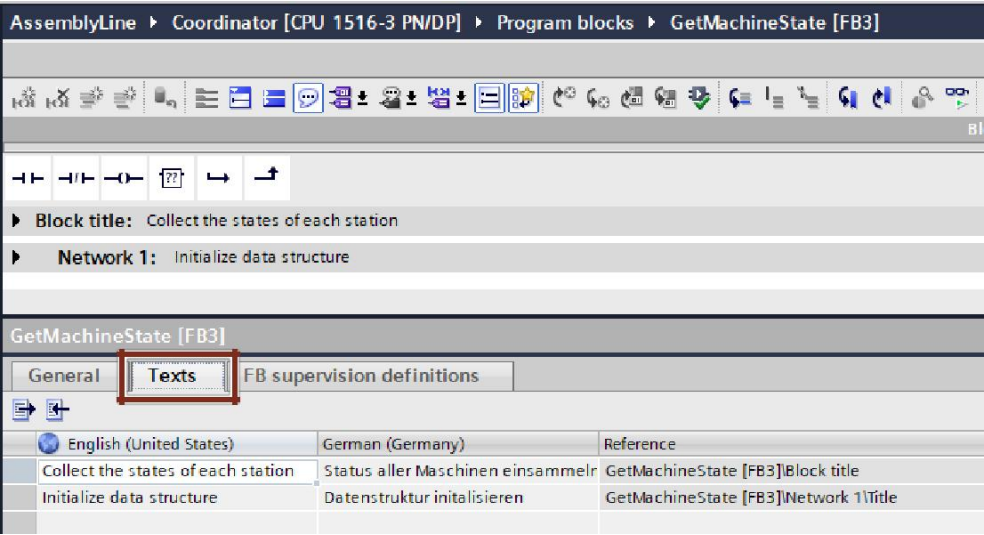 AssemblyLine ▸ Coordinator [CPU 1516-3 PN/DP] ▸ Program blocks ▸ GetMachineState [FB3]
Bl
??
Block title: Collect the states of each station
Network 1: Initialize data structure
GetMachineState [FB3]
General Texts FB supervision definitions
English (United States) German (Germany) Reference
Collect the states of each station Status aller Maschinen einsammeln GetMachineState [FB3]\Block title
Initialize data structure Datenstruktur initalisieren GetMachineState [FB3]\Network 1\Title